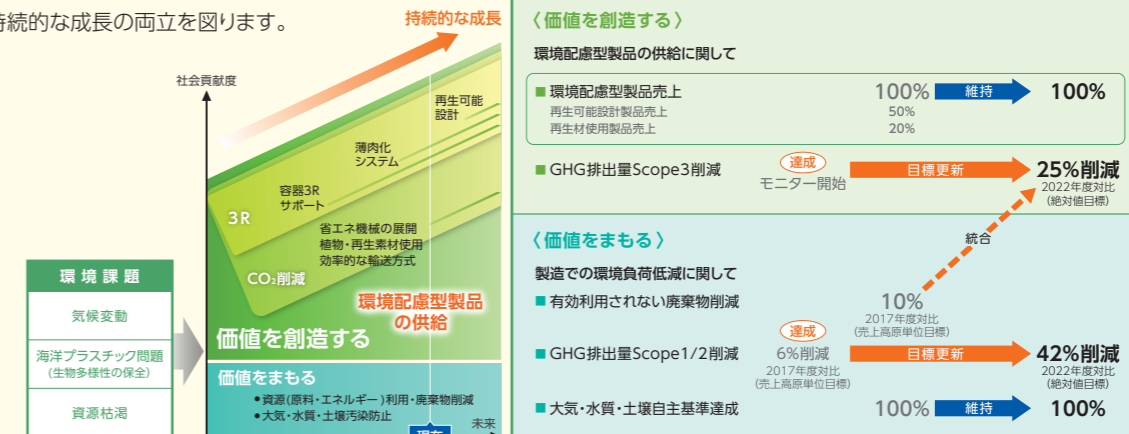 持続的な成長の両立を図ります。
持続的な成長
社会貢献度
再生可能
設計
薄肉化
システム
容器3R
サポート
3R
省エネ機械の展開
植物・再生素材使用
効率的な輸送方式
CO₂削減
環境配慮型製品
の供給
価値を創造する
環境課題
気候変動
海洋プラスチック問題
(生物多様性の保全)
資源枯渇
価値をまもる
●資源(原料・エネルギー)利用・廃棄物削減
●大気・水質・土壌汚染防止
未来
現在
〈価値を創造する〉
環境配慮型製品の供給に関して
■環境配慮型製品売上 100% 維持 100%
再生可能設計製品売上 50%
再生材使用製品売上 20%
■GHG排出量Scope3削減 達成 モニター開始 目標更新 25%削減
2022年度対比
(絶対値目標)
統合
〈価値をまもる〉
製造での環境負荷低減に関して
■有効利用されない廃棄物削減 10%
2017年度対比
(売上高原単位目標)
■GHG排出量Scope1/2削減 達成 6%削減 目標更新 42%削減
2017年度対比 2022年度対比
(売上高原単位目標) (絶対値目標)
■大気・水質・土壌自主基準達成 100% 維持 100%